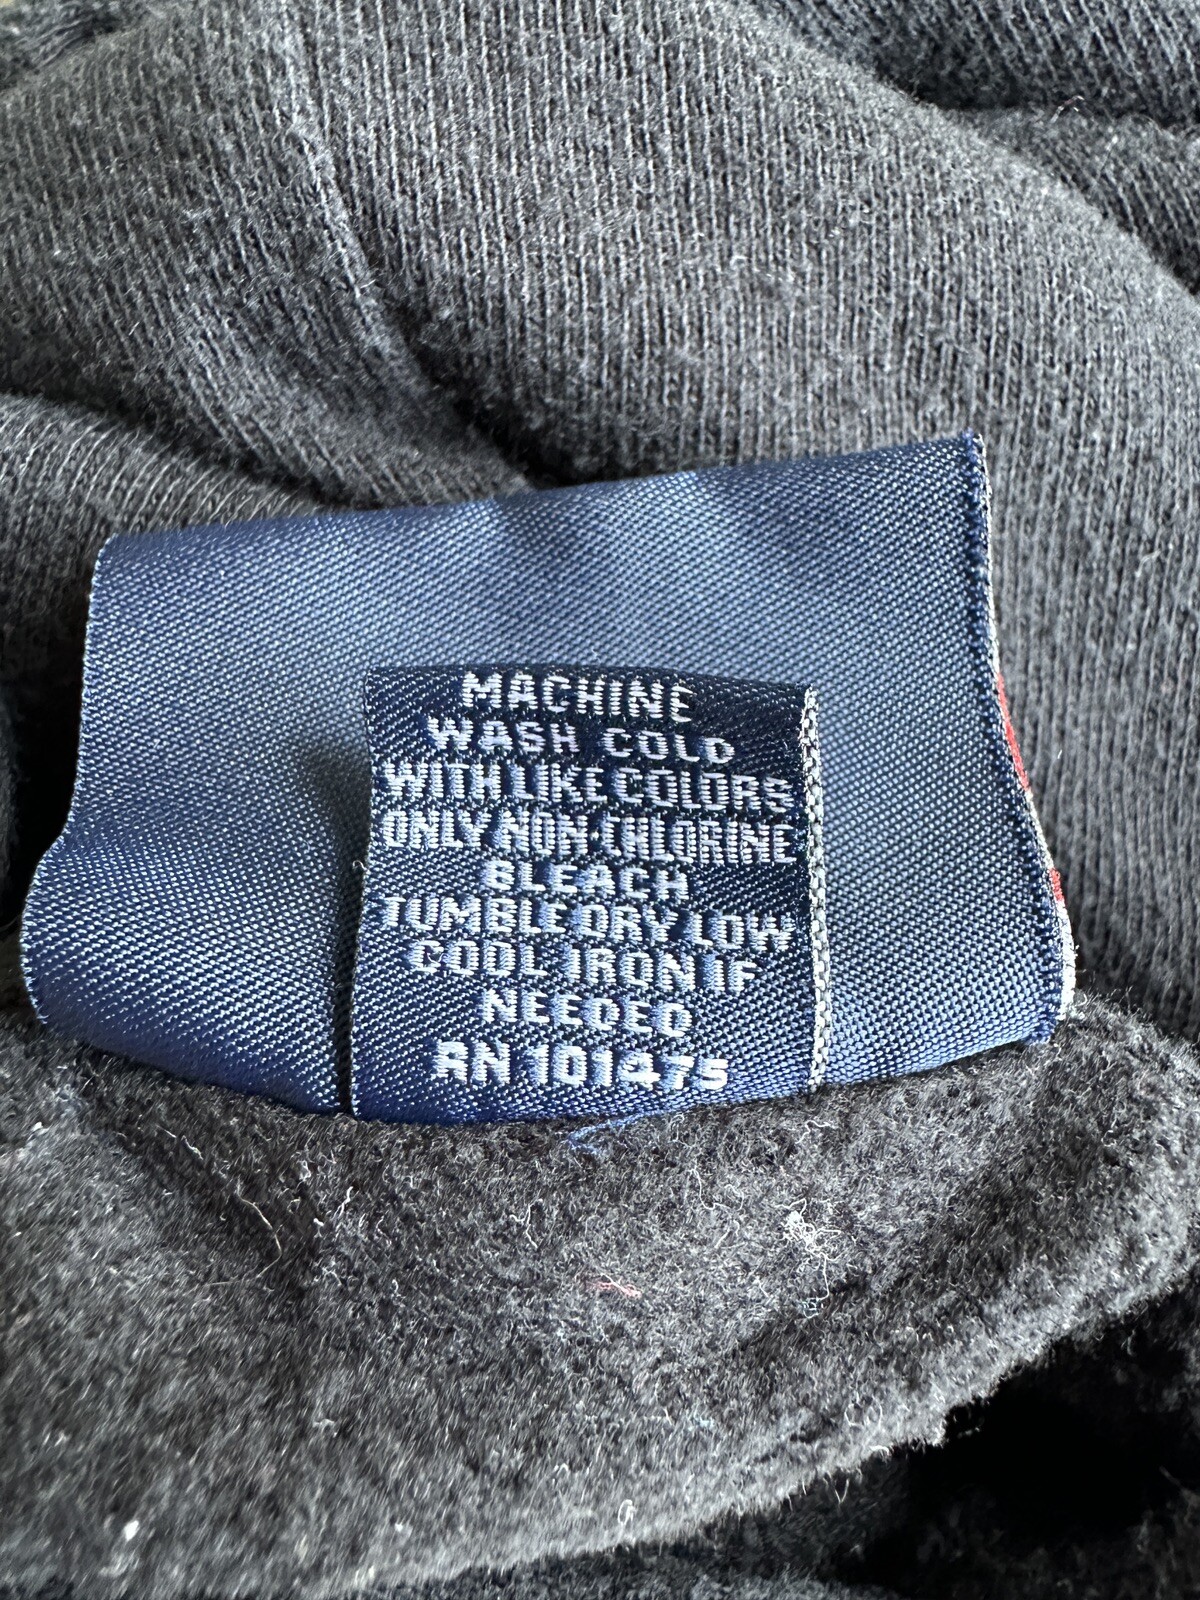 MACHINE
WASH COLD
WITH LIKE COLORS
ONLY NON-CHLORINE
BLEACH
TUMBLE DRY LOW
COOL IRON IF
NEEDED
RN 101475